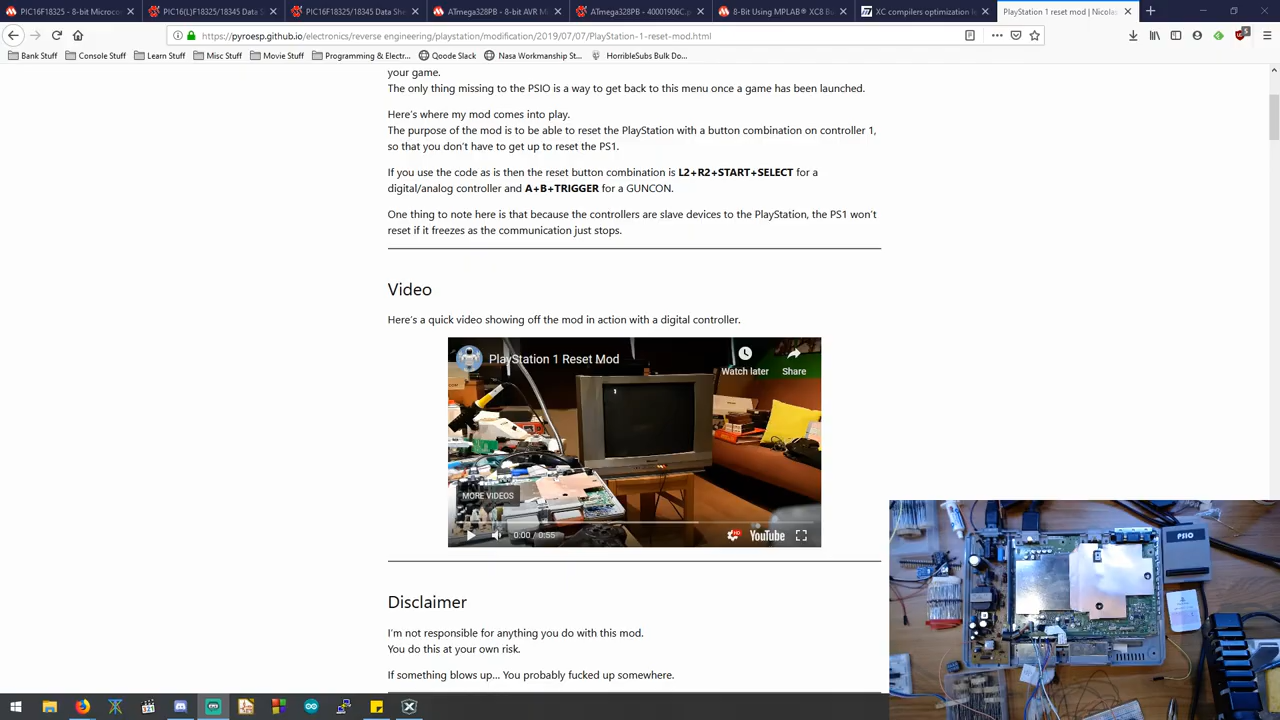 PIC16F18325 - 8-bit Microco
PIC16(L)F18325/18345 Data S
PIC16F18325/18345 Data She
ATmega328PB - 8-bit AVR M
ATmega328PB - 40001906C.p
8-Bit Using MPLAB® XC8 Bu
XC compilers optimization l
PlayStation 1 reset mod | Nicola
https://pyroesp.github.io/electronics/reverse engineering/playstation/modification/2019/07/07/PlayStation-1-reset-mod.html
Bank Stuff
Console Stuff
Learn Stuff
Misc Stuff
Movie Stuff
Programming & Electr...
Qoode Slack
Nasa Workmanship St...
HorribleSubs Bulk Do...
your game.
The only thing missing to the PSIO is a way to get back to this menu once a game has been launched.
Here's where my mod comes into play.
The purpose of the mod is to be able to reset the PlayStation with a button combination on controller 1,
so that you don't have to get up to reset the PS1.
If you use the code as is then the reset button combination is L2+R2+START+SELECT for a
digital/analog controller and A+B+TRIGGER for a GUNCON.
One thing to note here is that because the controllers are slave devices to the PlayStation, the PS1 won't
reset if it freezes as the communication just stops.
Video
Here's a quick video showing off the mod in action with a digital controller.
PlayStation 1 Reset Mod
Watch later
Share
MORE VIDEOS
0:00 / 0:55
HD
YouTube
Disclaimer
I'm not responsible for anything you do with this mod.
You do this at your own risk.
If something blows up... You probably fucked up somewhere.
PSIO